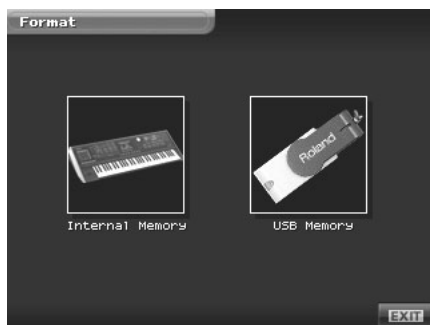 Format
Roland
Internal Memory
USB Memory
EXIT